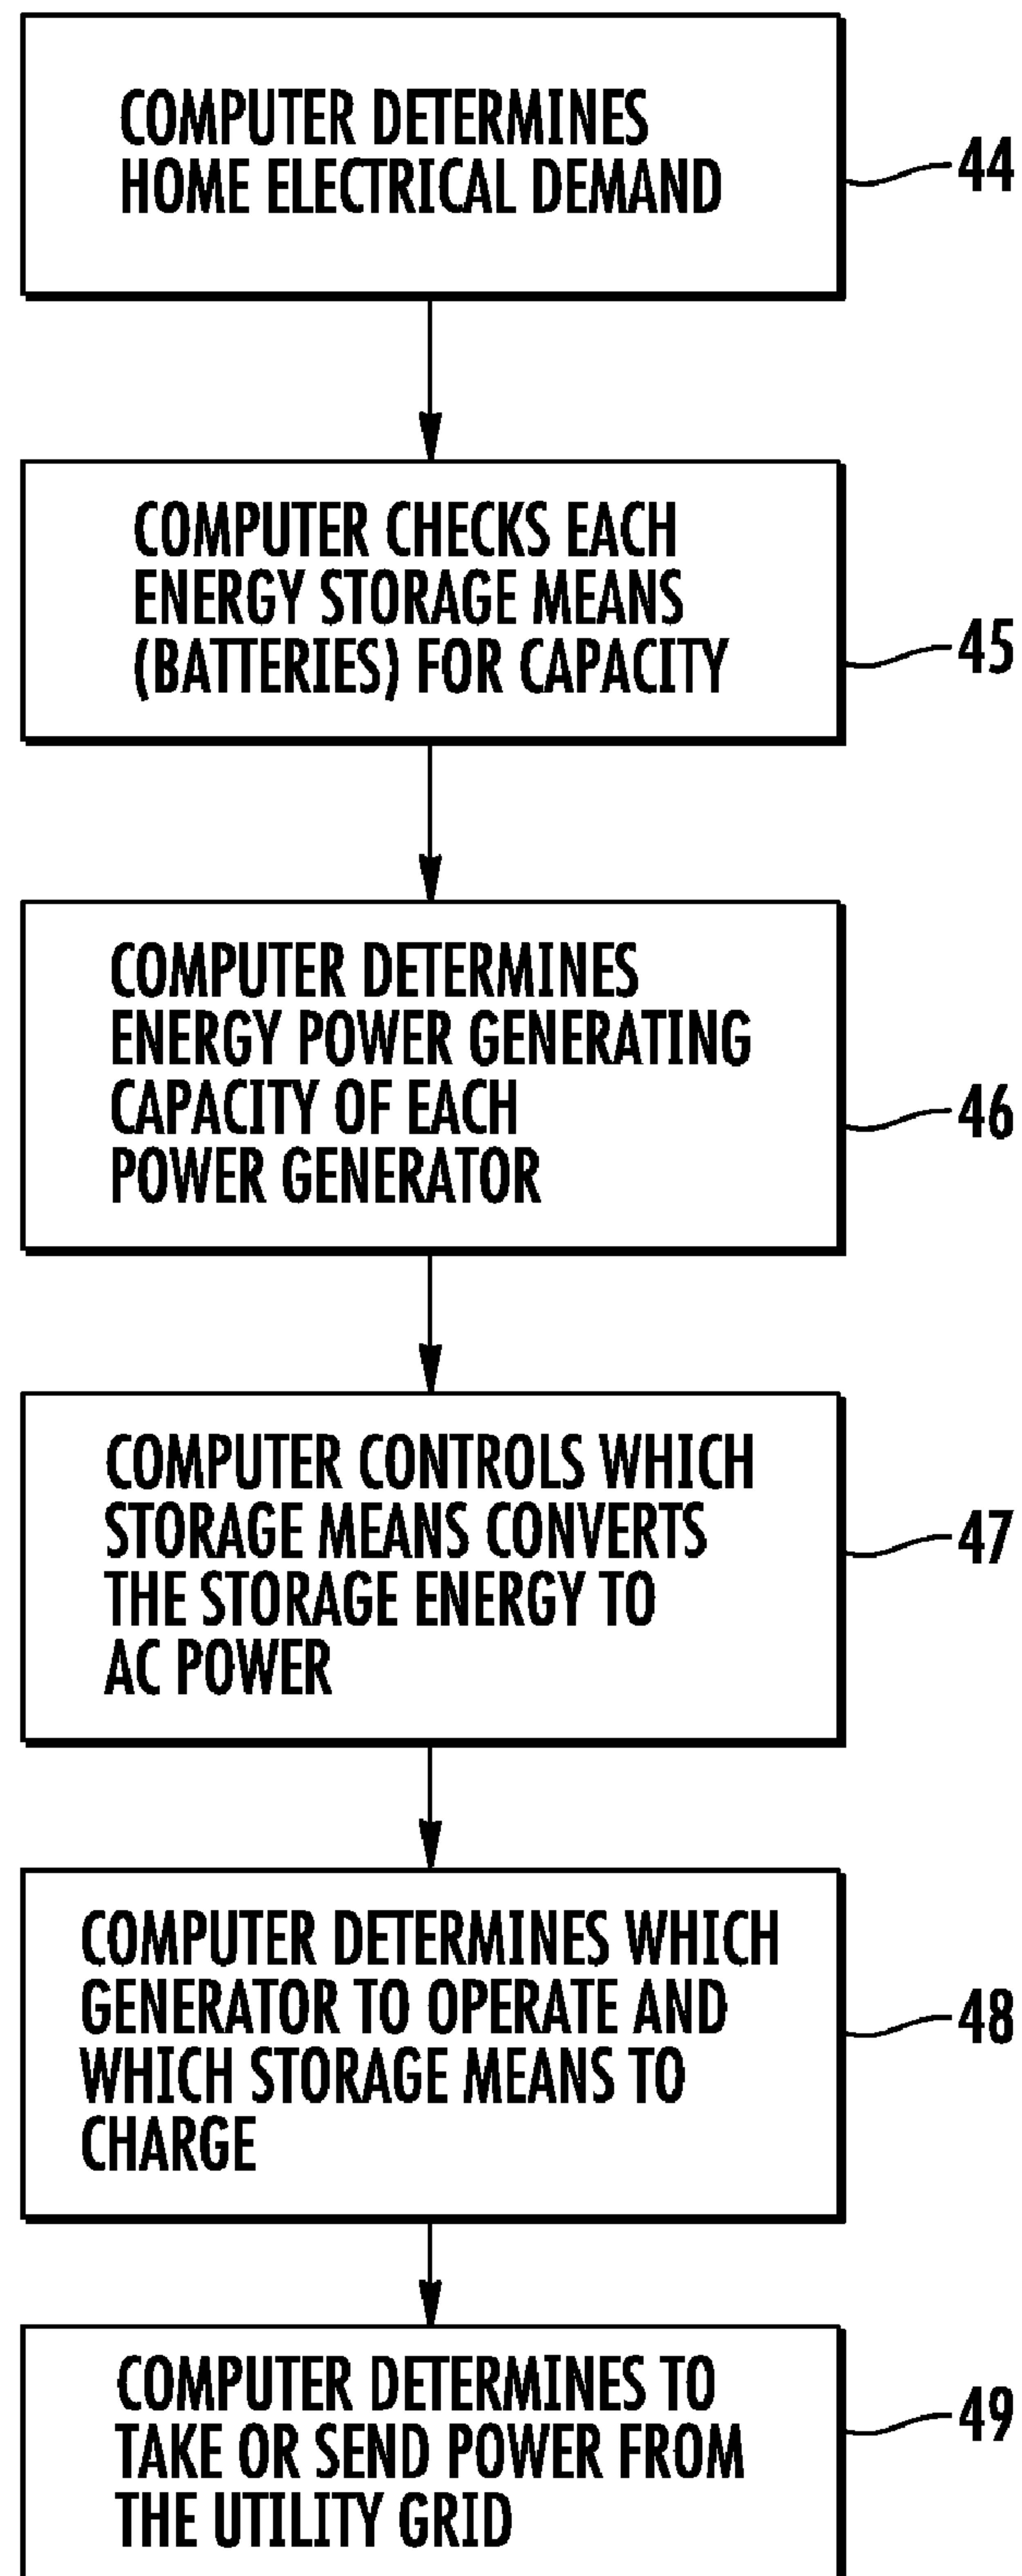 COMPUTER DETERMINES
HOME ELECTRICAL DEMAND
44
COMPUTER CHECKS EACH
ENERGY STORAGE MEANS
(BATTERIES) FOR CAPACITY
45
COMPUTER DETERMINES
ENERGY POWER GENERATING
CAPACITY OF EACH
POWER GENERATOR
46
COMPUTER CONTROLS WHICH
STORAGE MEANS CONVERTS
THE STORAGE ENERGY TO
AC POWER
47
COMPUTER DETERMINES WHICH
GENERATOR TO OPERATE AND
WHICH STORAGE MEANS TO
CHARGE
48
COMPUTER DETERMINES TO
TAKE OR SEND POWER FROM
THE UTILITY GRID
49